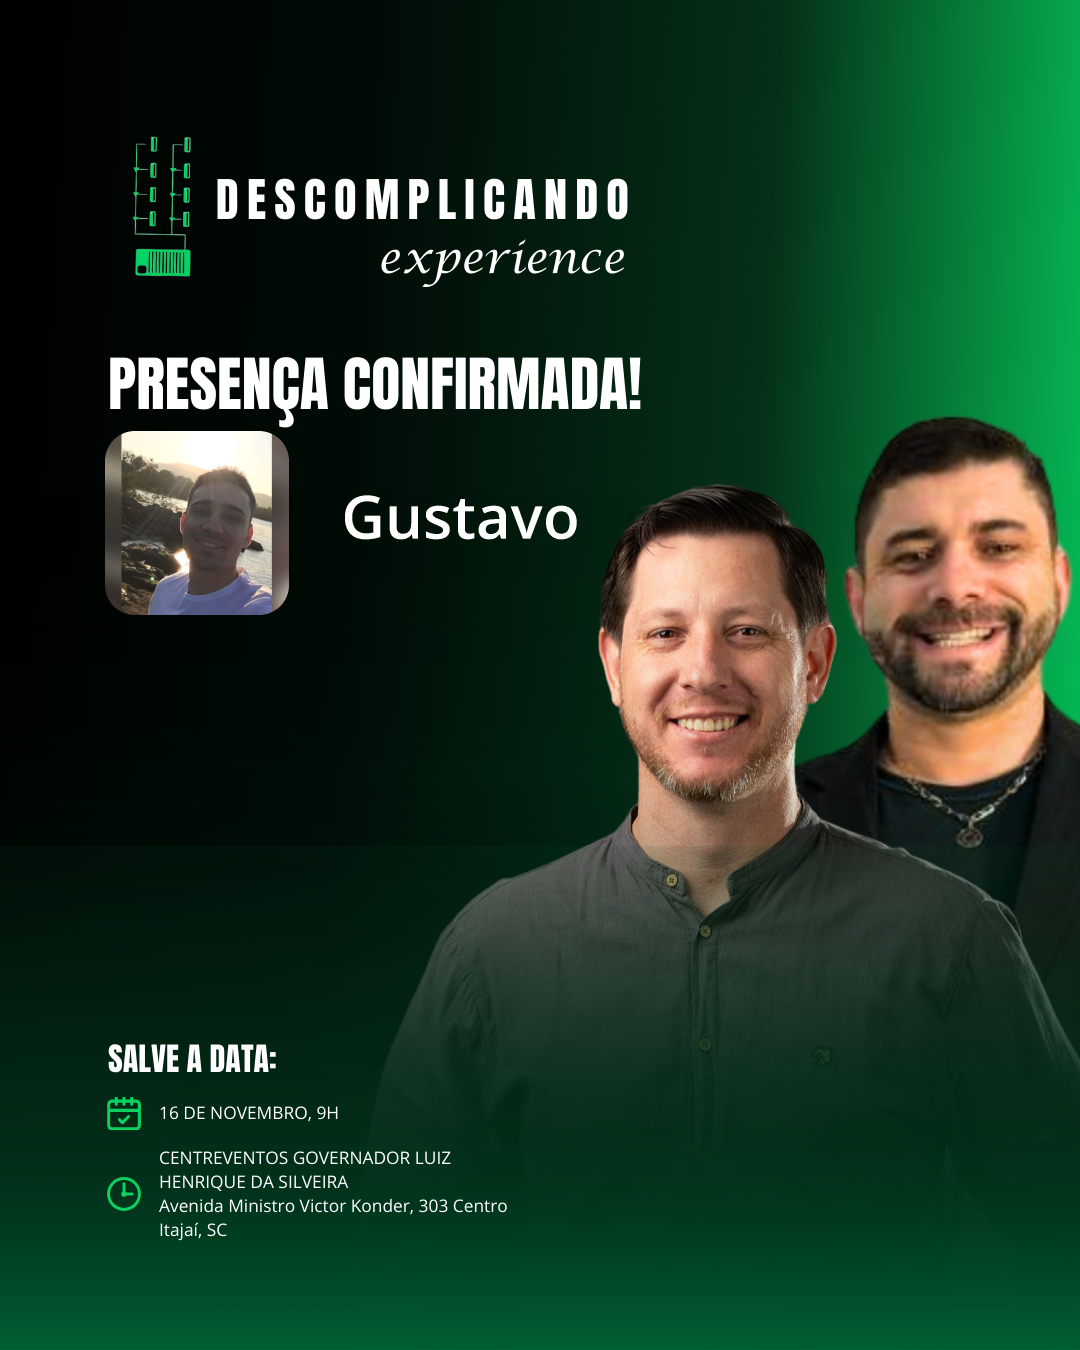 DESCOMPLICANDO
experience
PRESENÇA CONFIRMADA!
Gustavo
SALVE A DATA:
16 DE NOVEMBRO, 9H
CENTREVENTOS GOVERNADOR LUIZ
HENRIQUE DA SILVEIRA
Avenida Ministro Victor Konder, 303 Centro
Itajaí, SC